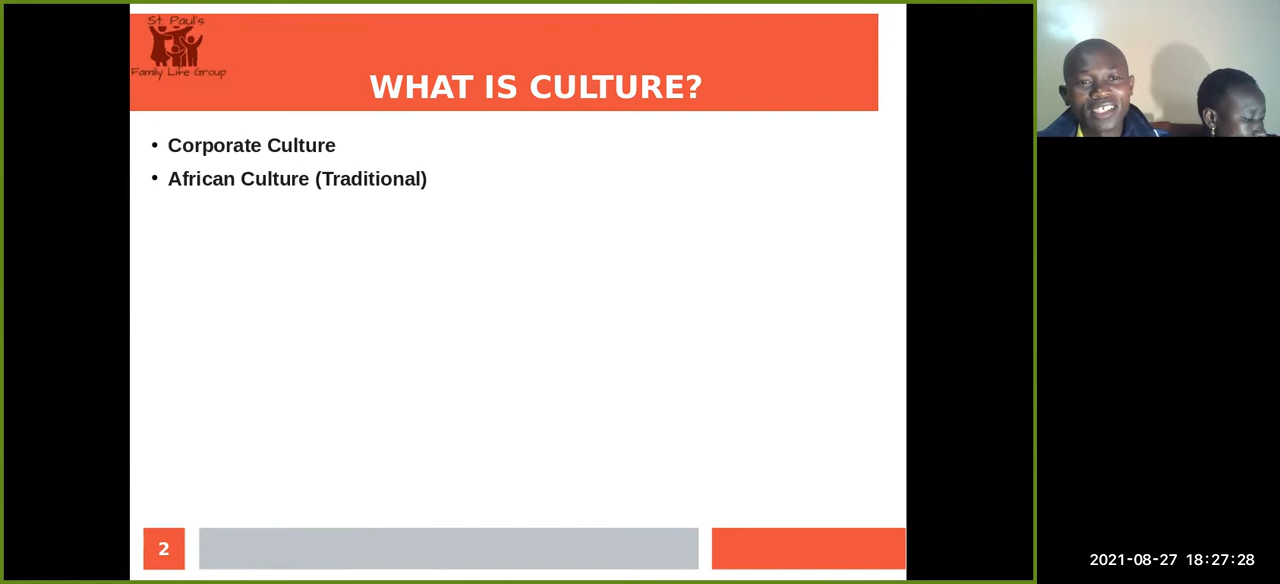 St Paul's
Family Life Group
WHAT IS CULTURE?
• Corporate Culture
• African Culture (Traditional)
2
2021-08-27 18:27:28